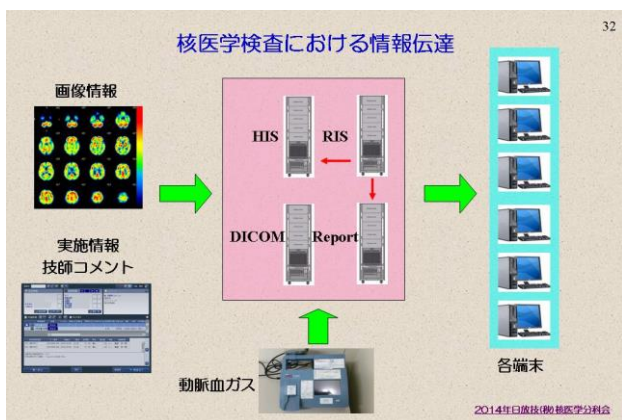 32
核医学検査における情報伝達
画像情報
HIS
RIS
DICOM
Report
実施情報
技師コメント
動脈血ガス
各端末
2014年日放技(秋)核医学分科会